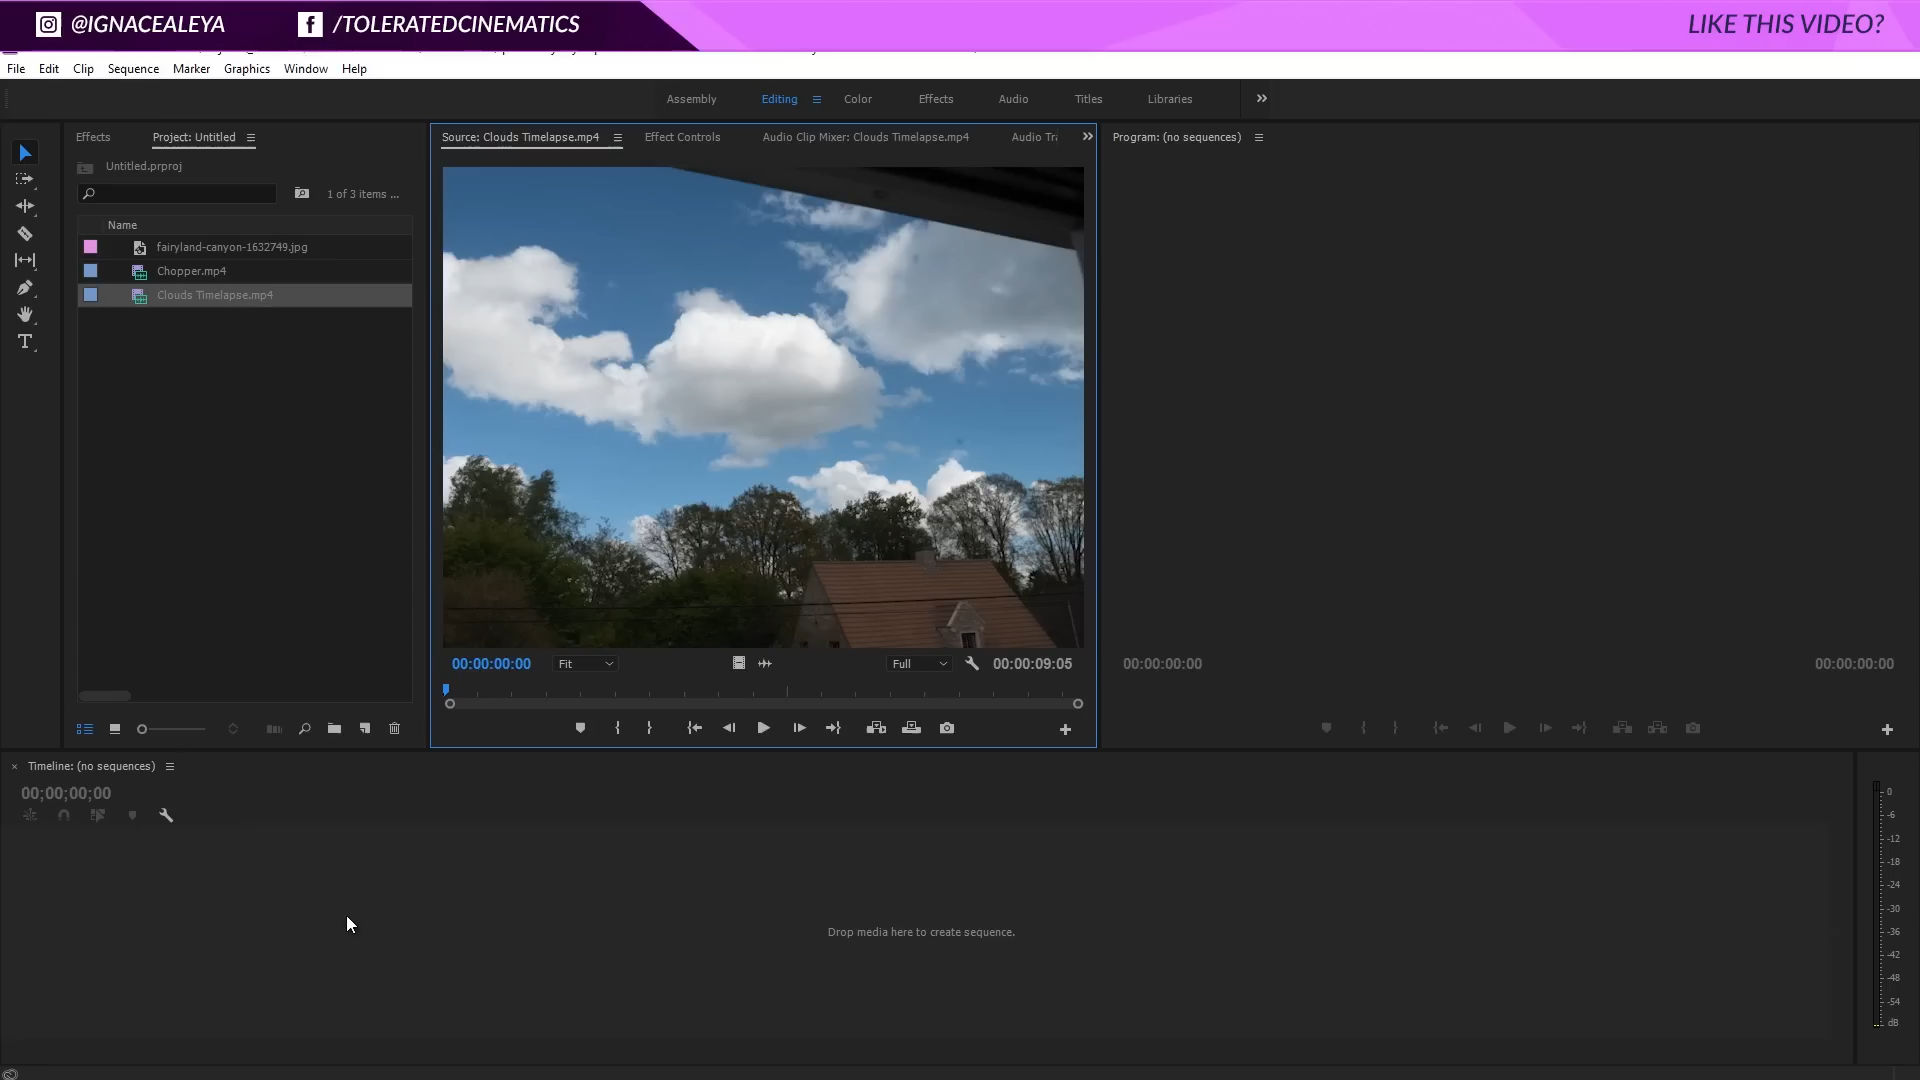 @IGNACEALEYA
/TOLERATEDCINEMATICS
LIKE THIS VIDEO?
File Edit Clip Sequence Marker Graphics Window Help
Assembly Editing Color Effects Audio Titles Libraries
Effects Project: Untitled
Source: Clouds Timelapse.mp4 Effect Controls Audio Clip Mixer: Clouds Timelapse.mp4 Audio Tra
Program: (no sequences)
Untitled.prproj
1 of 3 items ...
Name
fairyland-canyon-1632749.jpg
Chopper.mp4
Clouds Timelapse.mp4
00:00:00:00 Fit Full 00:00:09:05
00:00:00:00 00:00:00:00
× Timeline: (no sequences)
00;00;00;00
Drop media here to create sequence.
0
-6
-12
-18
-24
-30
-36
-42
-48
-54
dB